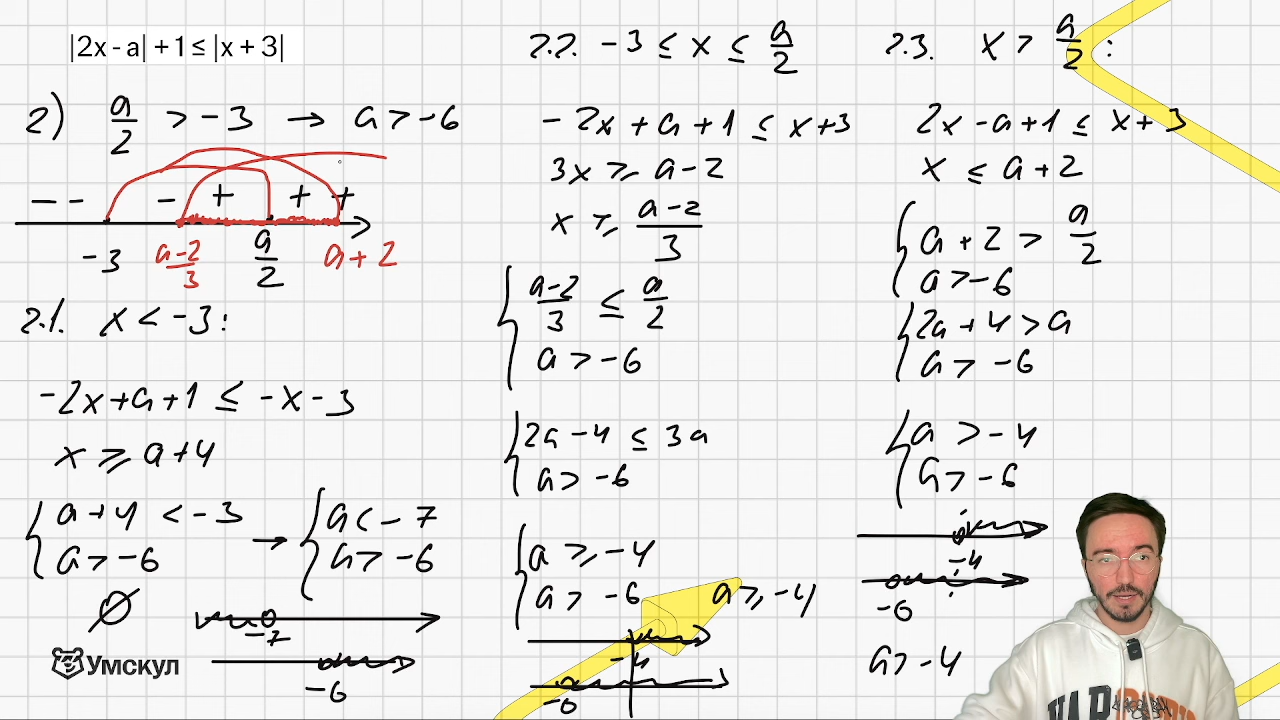 |2x - a| + 1 ≤ |x + 3|
2) a/2 > -3 → a > -6
- - - + + +
-3 (a-2)/3 a/2 a+2
2.1. x < -3:
-2x+a+1 ≤ -x-3
x ≥ a+4
{ a+4 < -3
a > -6
→ { a < -7
a > -6
∅
-7
-6
Умскул
2.2. -3 ≤ x ≤ a/2
-2x+a+1 ≤ x+3
3x ≥ a-2
x ≥ (a-2)/3
{ (a-2)/3 ≤ a/2
a > -6
{ 2a-4 ≤ 3a
a > -6
{ a ≥ -4
a > -6 a ≥ -4
-4
-6
2.3. x > a/2 :
2x-a+1 ≤ x+3
x ≤ a+2
{ a+2 > a/2
a > -6
{ 2a+4 > a
a > -6
{ a > -4
a > -6
-4
-6
a > -4